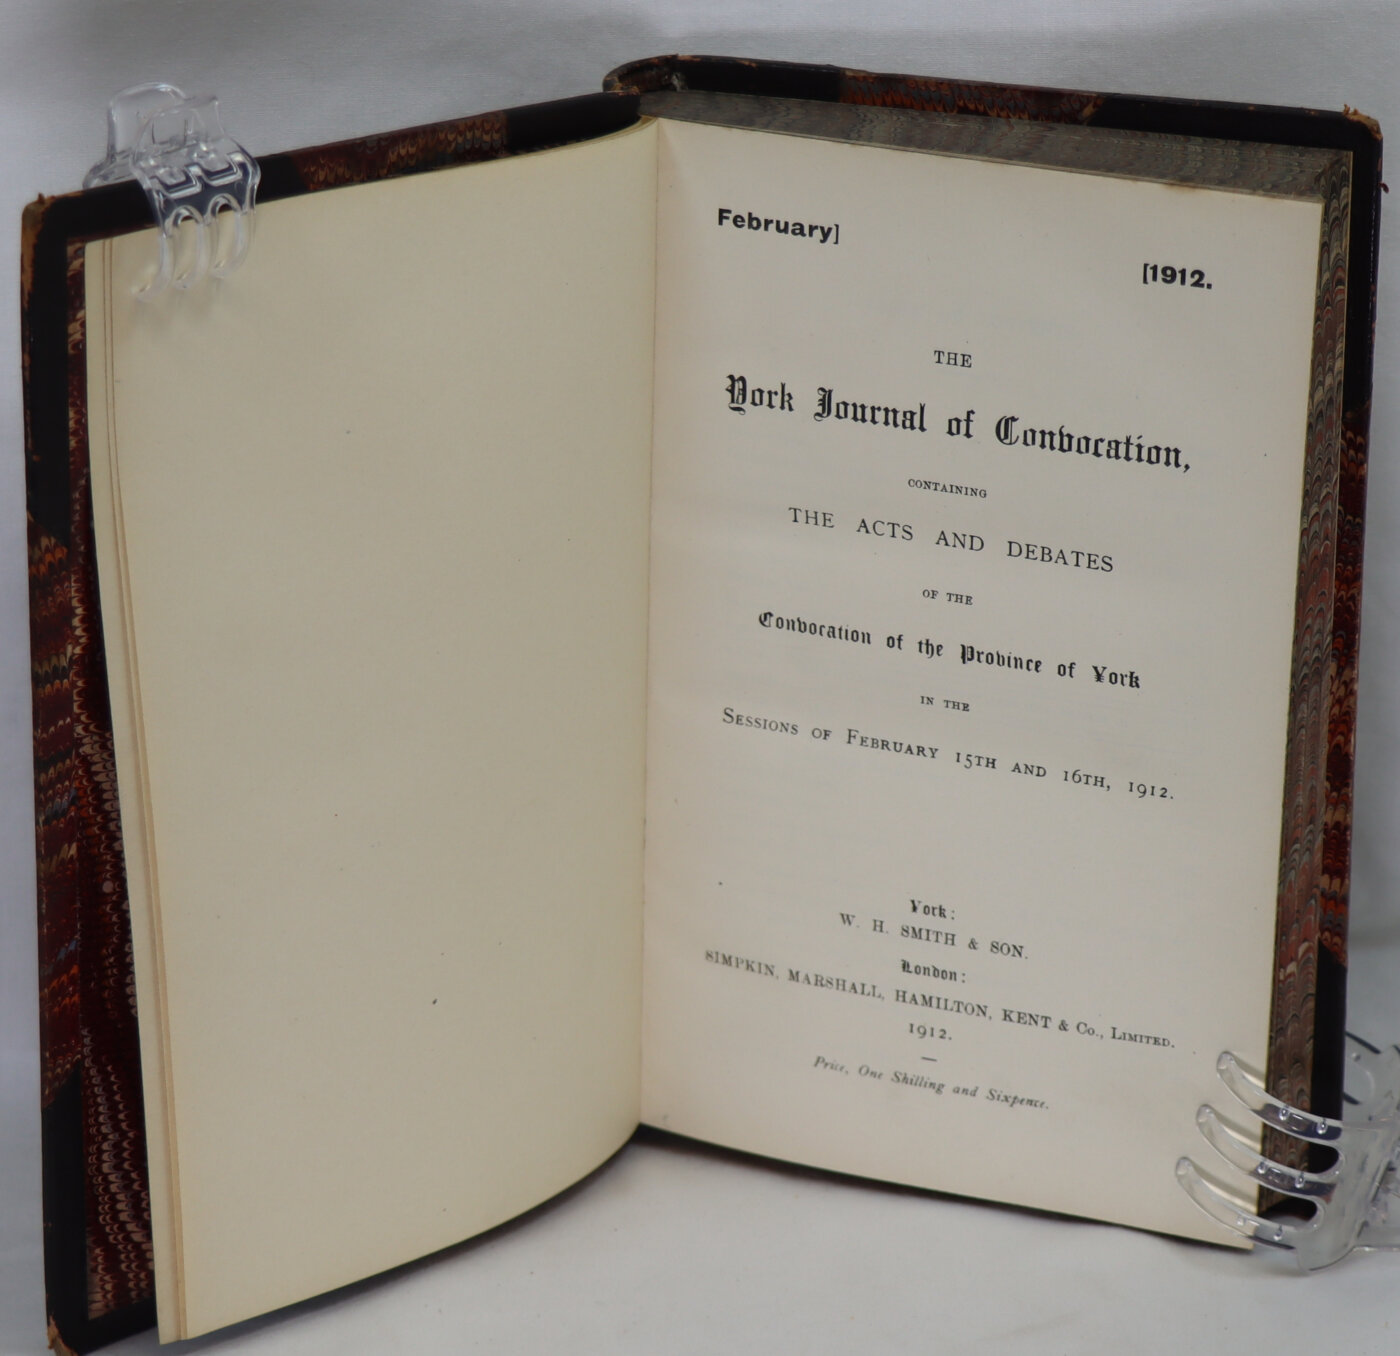 February]
[1912.
THE
York Journal of Convocation,
CONTAINING
THE ACTS AND DEBATES
OF THE
Convocation of the Province of York
IN THE
SESSIONS OF FEBRUARY 15TH AND 16TH, 1912.
York:
W. H. SMITH & SON.
London:
SIMPKIN, MARSHALL, HAMILTON, KENT & Co., LIMITED.
1912.
Price, One Shilling and Sixpence.